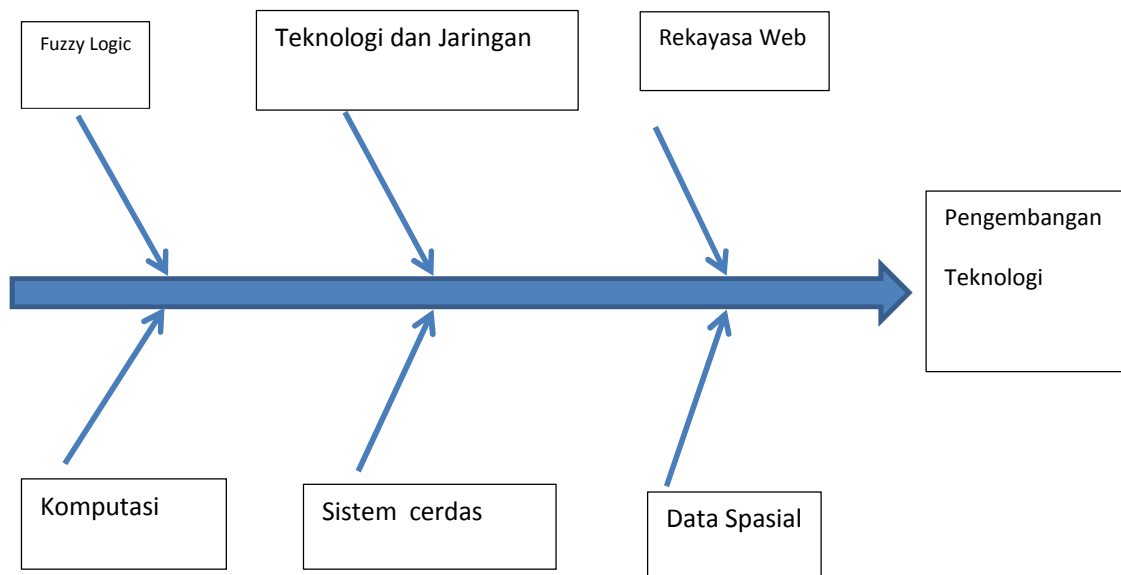 Fuzzy Logic
Teknologi dan Jaringan
Rekayasa Web
Pengembangan
Teknologi
Komputasi
Sistem cerdas
Data Spasial